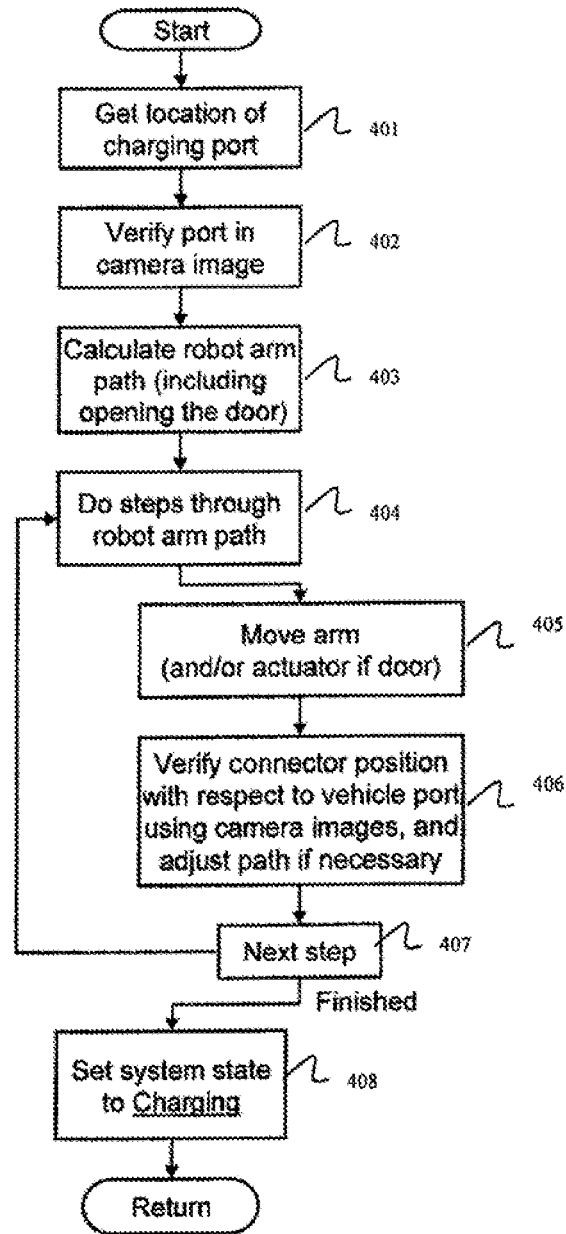 Start
Get location of
charging port
401
Verify port in
camera image
402
Calculate robot arm
path (including
opening the door)
403
Do steps through
robot arm path
404
Move arm
(and/or actuator if door)
405
Verify connector position
with respect to vehicle port
using camera images, and
adjust path if necessary
406
Next step
407
Finished
Set system state
to Charging
408
Return